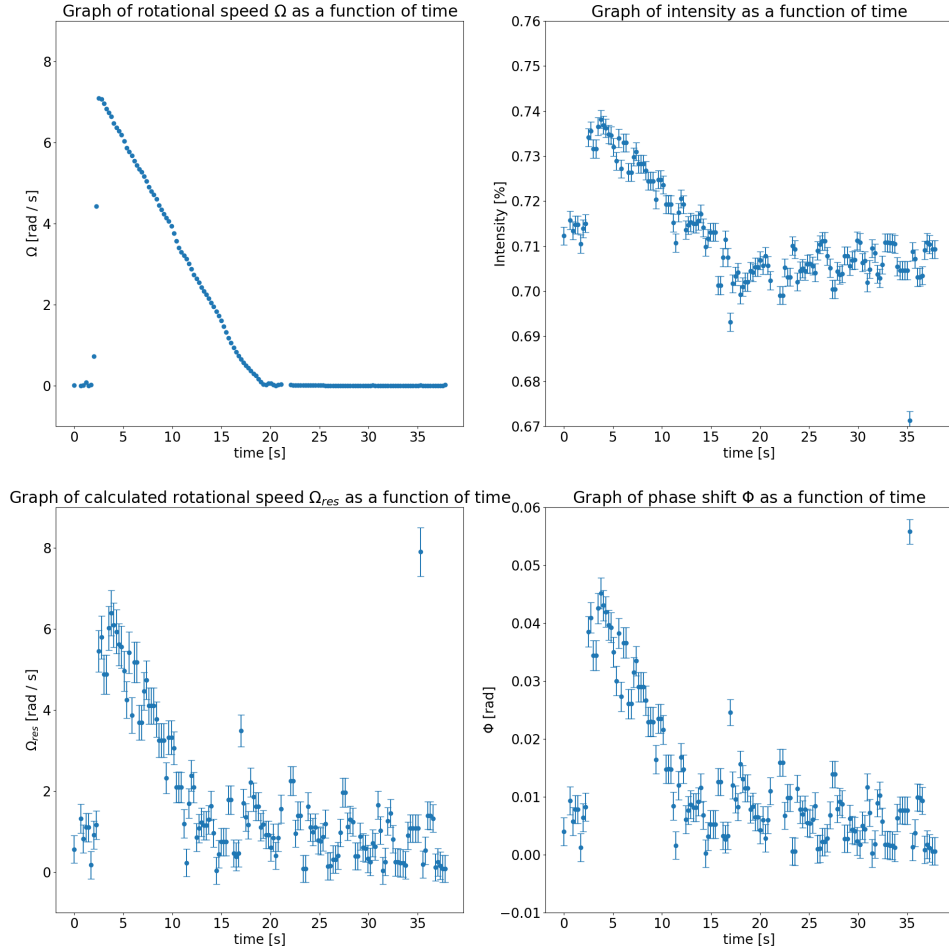 Graph of rotational speed Ω as a function of time
8
6
4
2
0
Ω [rad / s]
0 5 10 15 20 25 30 35
time [s]
Graph of intensity as a function of time
0.76
0.75
0.74
0.73
0.72
0.71
0.70
0.69
0.68
0.67
Intensity [%]
0 5 10 15 20 25 30 35
time [s]
Graph of calculated rotational speed Ωres as a function of time
8
6
4
2
0
Ωres [rad / s]
0 5 10 15 20 25 30 35
time [s]
Graph of phase shift Φ as a function of time
0.06
0.05
0.04
0.03
0.02
0.01
0.00
−0.01
Φ [rad]
0 5 10 15 20 25 30 35
time [s]